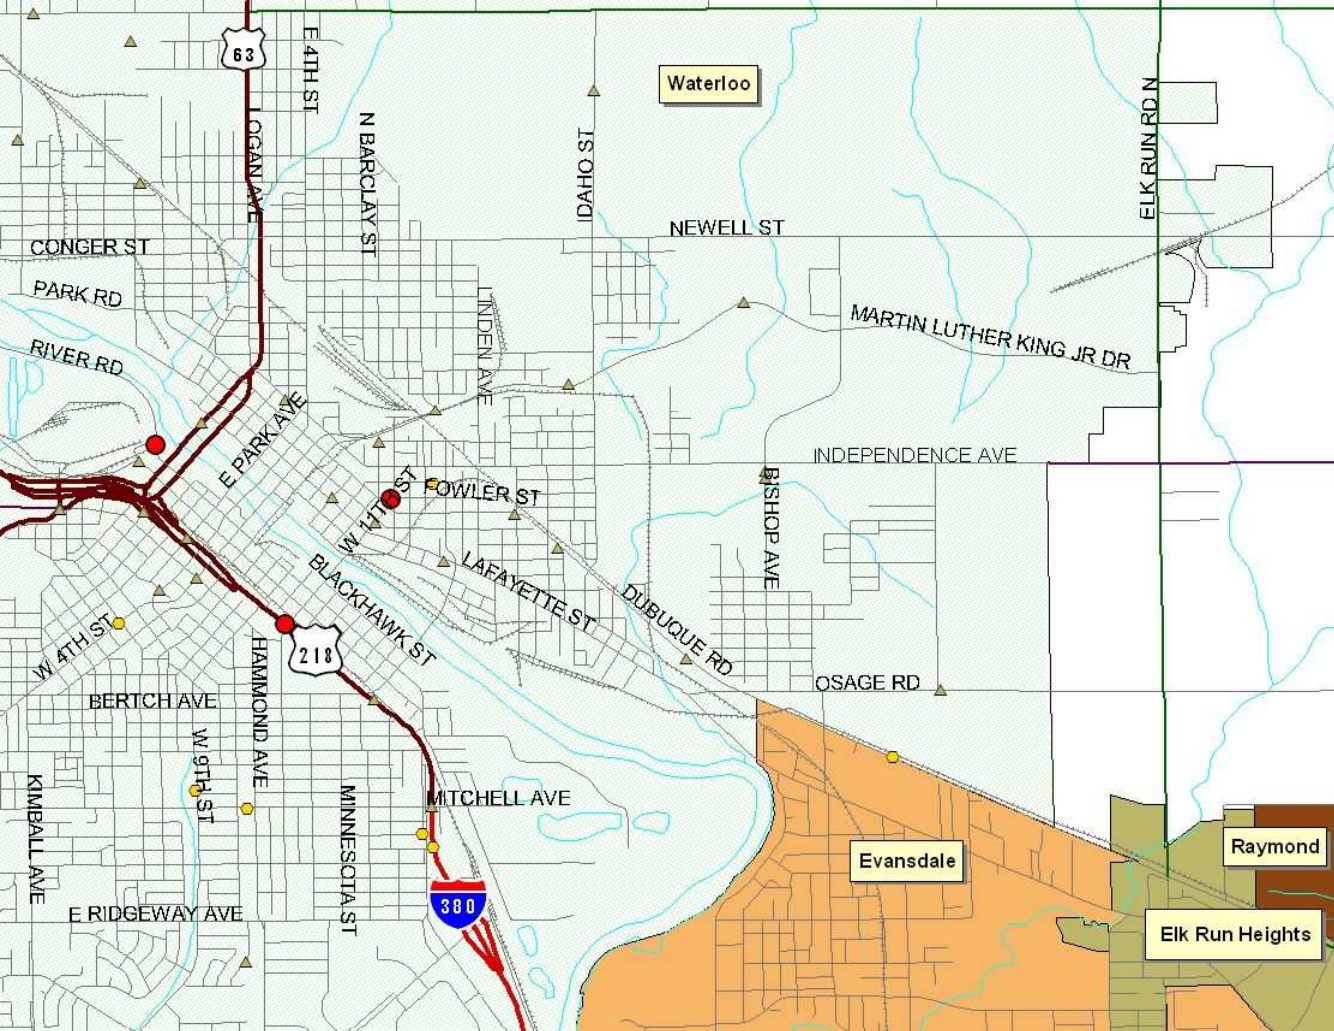 63
E 4TH ST
Waterloo
ELK RUN RD N
LOGAN AVE
N BARCLAY ST
IDAHO ST
NEWELL ST
CONGER ST
PARK RD
LINDEN AVE
MARTIN LUTHER KING JR DR
RIVER RD
E PARK AVE
INDEPENDENCE AVE
W 11TH ST
FOWLER ST
BISHOP AVE
BLACKHAWK ST
LAFAYETTE ST
DUBUQUE RD
W 4TH ST
218
HAMMOND AVE
OSAGE RD
BERTCH AVE
W 9TH ST
KIMBALL AVE
MINNESOTA ST
MITCHELL AVE
Evansdale
Raymond
380
E RIDGEWAY AVE
Elk Run Heights